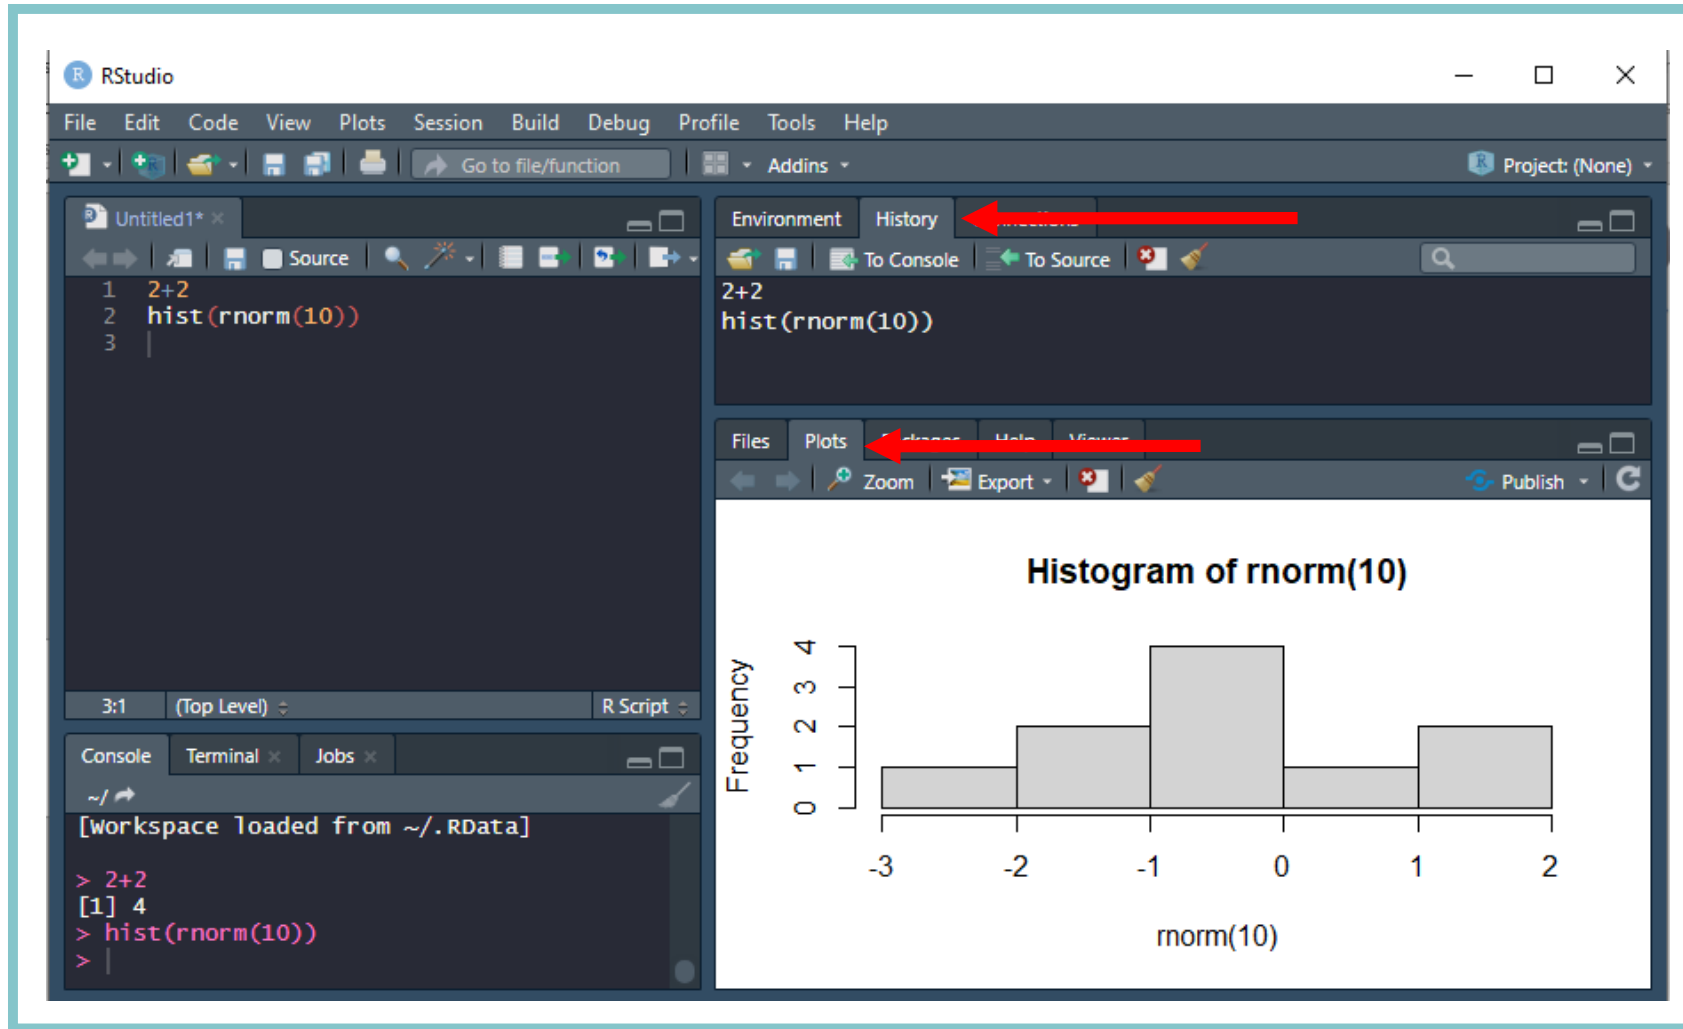 RStudio
File Edit Code View Plots Session Build Debug Profile Tools Help
Go to file/function Addins Project: (None)
Untitled1*
Source
1 2+2
2 hist(rnorm(10))
3
3:1 (Top Level) R Script
Console Terminal Jobs
~/
[Workspace loaded from ~/.RData]
> 2+2
[1] 4
> hist(rnorm(10))
>
Environment History
To Console To Source
2+2
hist(rnorm(10))
Files Plots Packages Help Viewer
Zoom Export Publish
Histogram of rnorm(10)
Frequency
4
3
2
1
0
-3 -2 -1 0 1 2
rnorm(10)